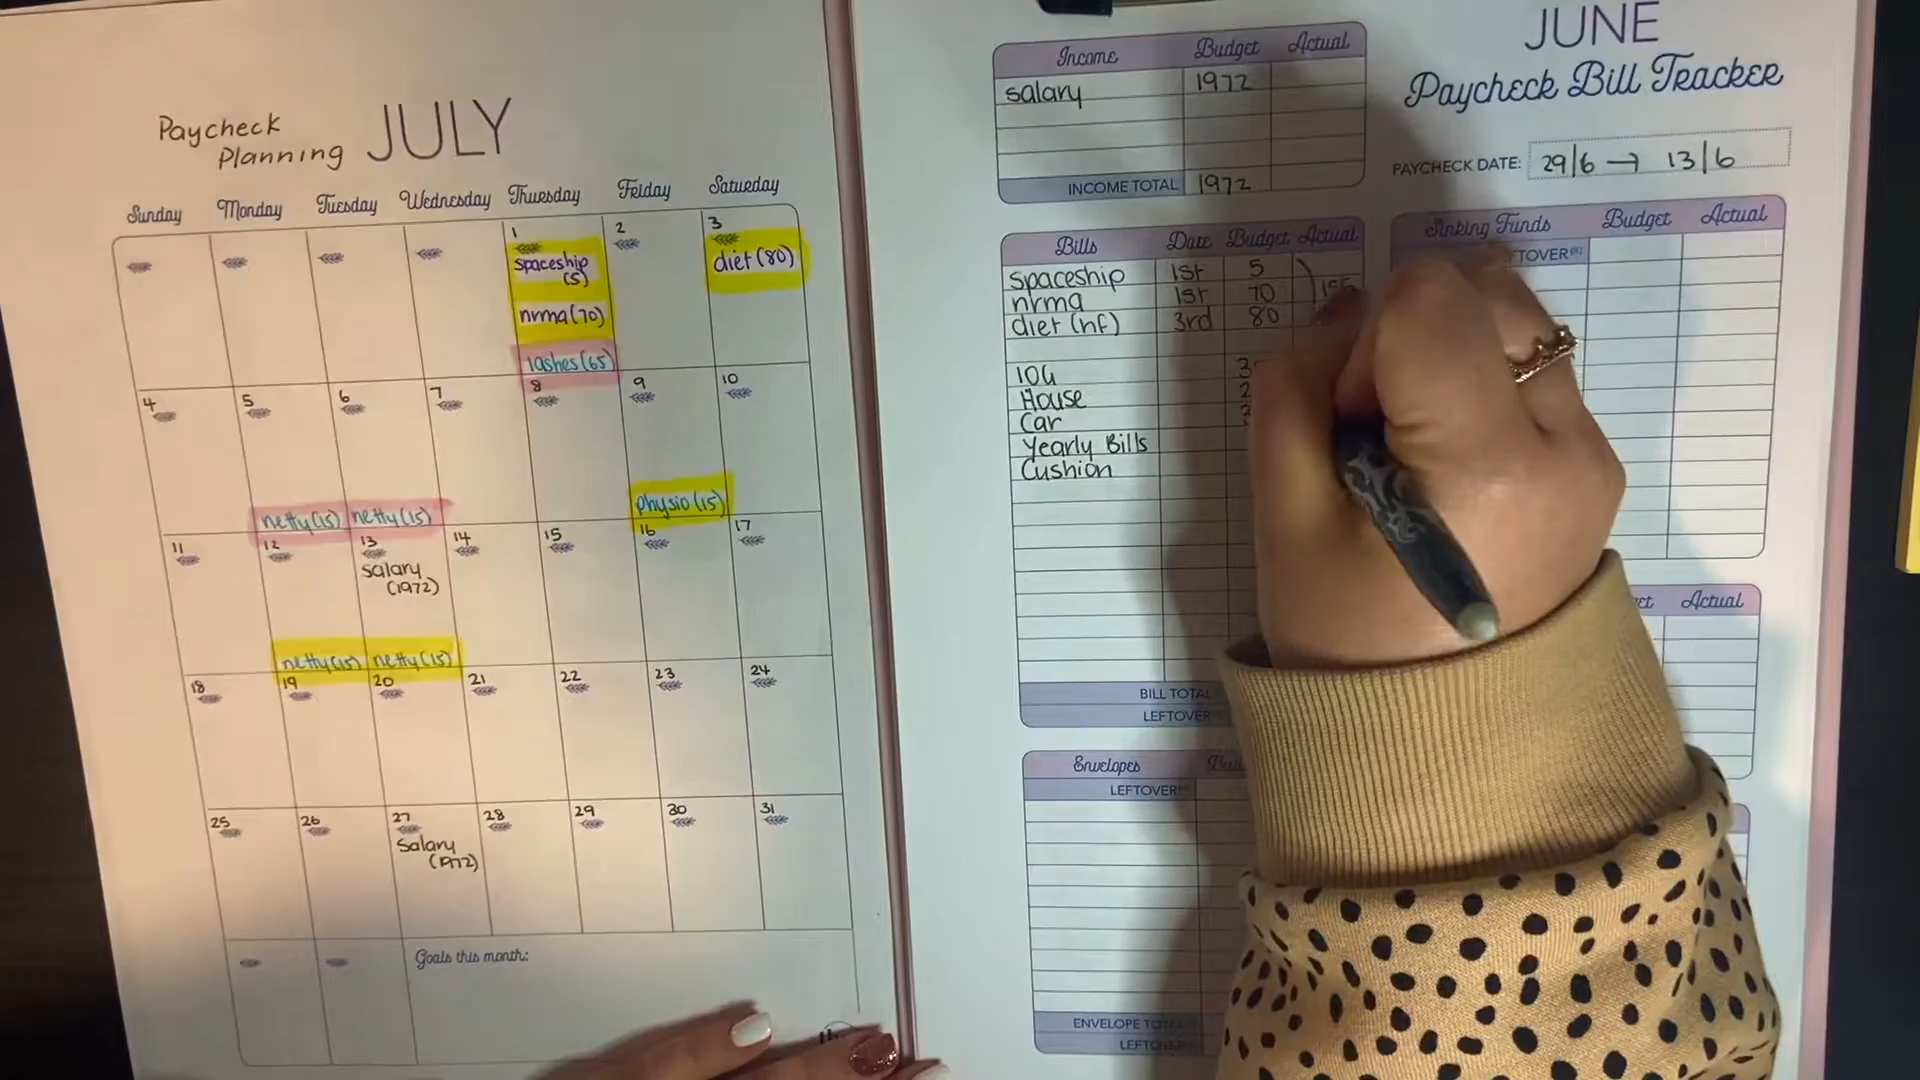 Paycheck
Planning
JULY
Sunday Monday Tuesday Wednesday Thursday Friday Saturday
1 2 3
spaceship
(5)
diet (80)
nrma (70)
lashes (65)
4 5 6 7 8 9 10
netty (15) netty (15) physio (15)
11 12 13 14 15 16 17
salary
(1972)
netty (15) netty (15)
18 19 20 21 22 23 24
25 26 27 28 29 30 31
Salary
(1972)
Goals this month:
JUNE
Paycheck Bill Tracker
PAYCHECK DATE: 29/6 → 13/6
Income Budget Actual
salary 1972
INCOME TOTAL 1972
Bills Date Budget Actual
spaceship 1st 5
nrma 1st 70
diet (nf) 3rd 80
House
Car
Yearly Bills
Cushion
BILL TOTAL
LEFTOVER
Sinking Funds Budget Actual
Actual
Envelopes
LEFTOVER
ENVELOPE